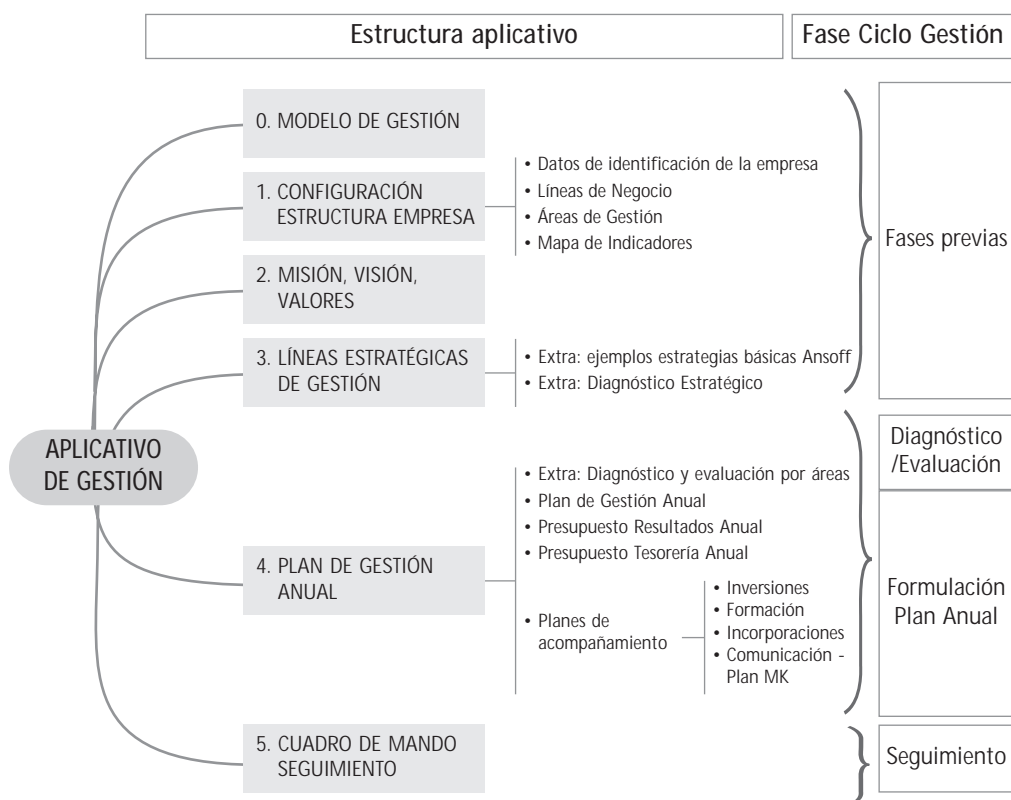 Estructura aplicativo
Fase Ciclo Gestión
0. MODELO DE GESTIÓN
1. CONFIGURACIÓN
ESTRUCTURA EMPRESA
• Datos de identificación de la empresa
• Líneas de Negocio
• Áreas de Gestión
• Mapa de Indicadores
2. MISIÓN, VISIÓN,
VALORES
3. LÍNEAS ESTRATÉGICAS
DE GESTIÓN
• Extra: ejemplos estrategias básicas Ansoff
• Extra: Diagnóstico Estratégico
Fases previas
APLICATIVO
DE GESTIÓN
4. PLAN DE GESTIÓN
ANUAL
• Extra: Diagnóstico y evaluación por áreas
• Plan de Gestión Anual
• Presupuesto Resultados Anual
• Presupuesto Tesorería Anual
• Planes de
acompañamiento
• Inversiones
• Formación
• Incorporaciones
• Comunicación -
Plan MK
Diagnóstico
/Evaluación
Formulación
Plan Anual
5. CUADRO DE MANDO
SEGUIMIENTO
Seguimiento